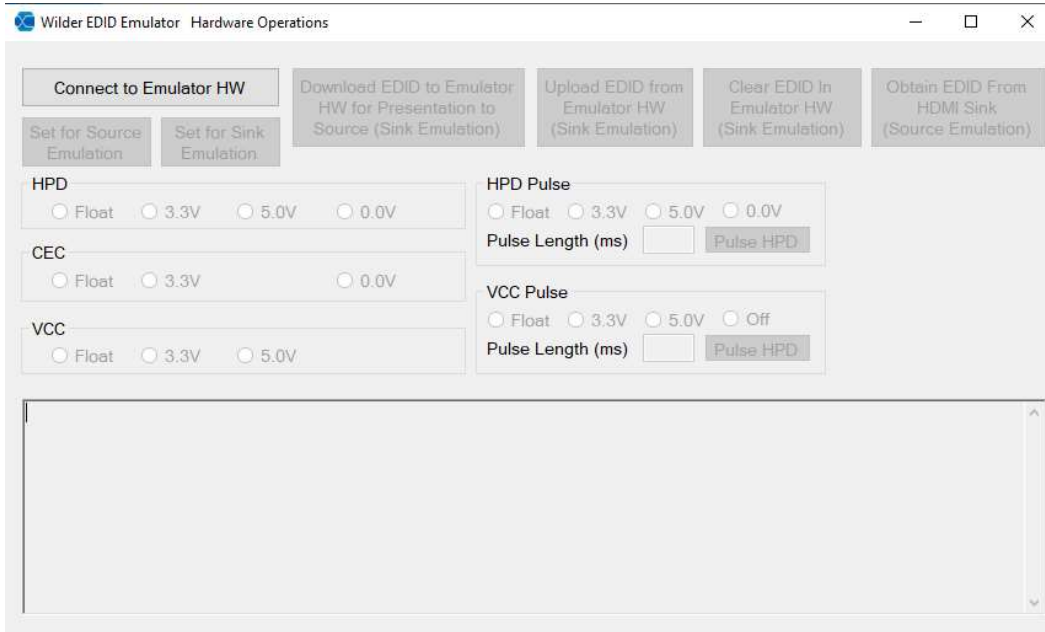 Wilder EDID Emulator Hardware Operations
Connect to Emulator HW
Set for Source
Emulation
Set for Sink
Emulation
Download EDID to Emulator
HW for Presentation to
Source (Sink Emulation)
Upload EDID from
Emulator HW
(Sink Emulation)
Clear EDID In
Emulator HW
(Sink Emulation)
Obtain EDID From
HDMI Sink
(Source Emulation)
HPD
Float 3.3V 5.0V 0.0V
CEC
Float 3.3V 0.0V
VCC
Float 3.3V 5.0V
HPD Pulse
Float 3.3V 5.0V 0.0V
Pulse Length (ms) Pulse HPD
VCC Pulse
Float 3.3V 5.0V Off
Pulse Length (ms) Pulse HPD